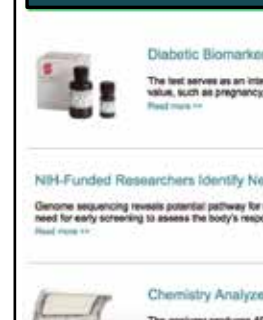 Diabetic Biomarker
The test serves as an inte
value, such as pregnancy,
Read more >>
NIH-Funded Researchers Identify Ne
Genome sequencing reveals potential pathway for
need for early screening to assess the body's respo
Read more >>
Chemistry Analyze